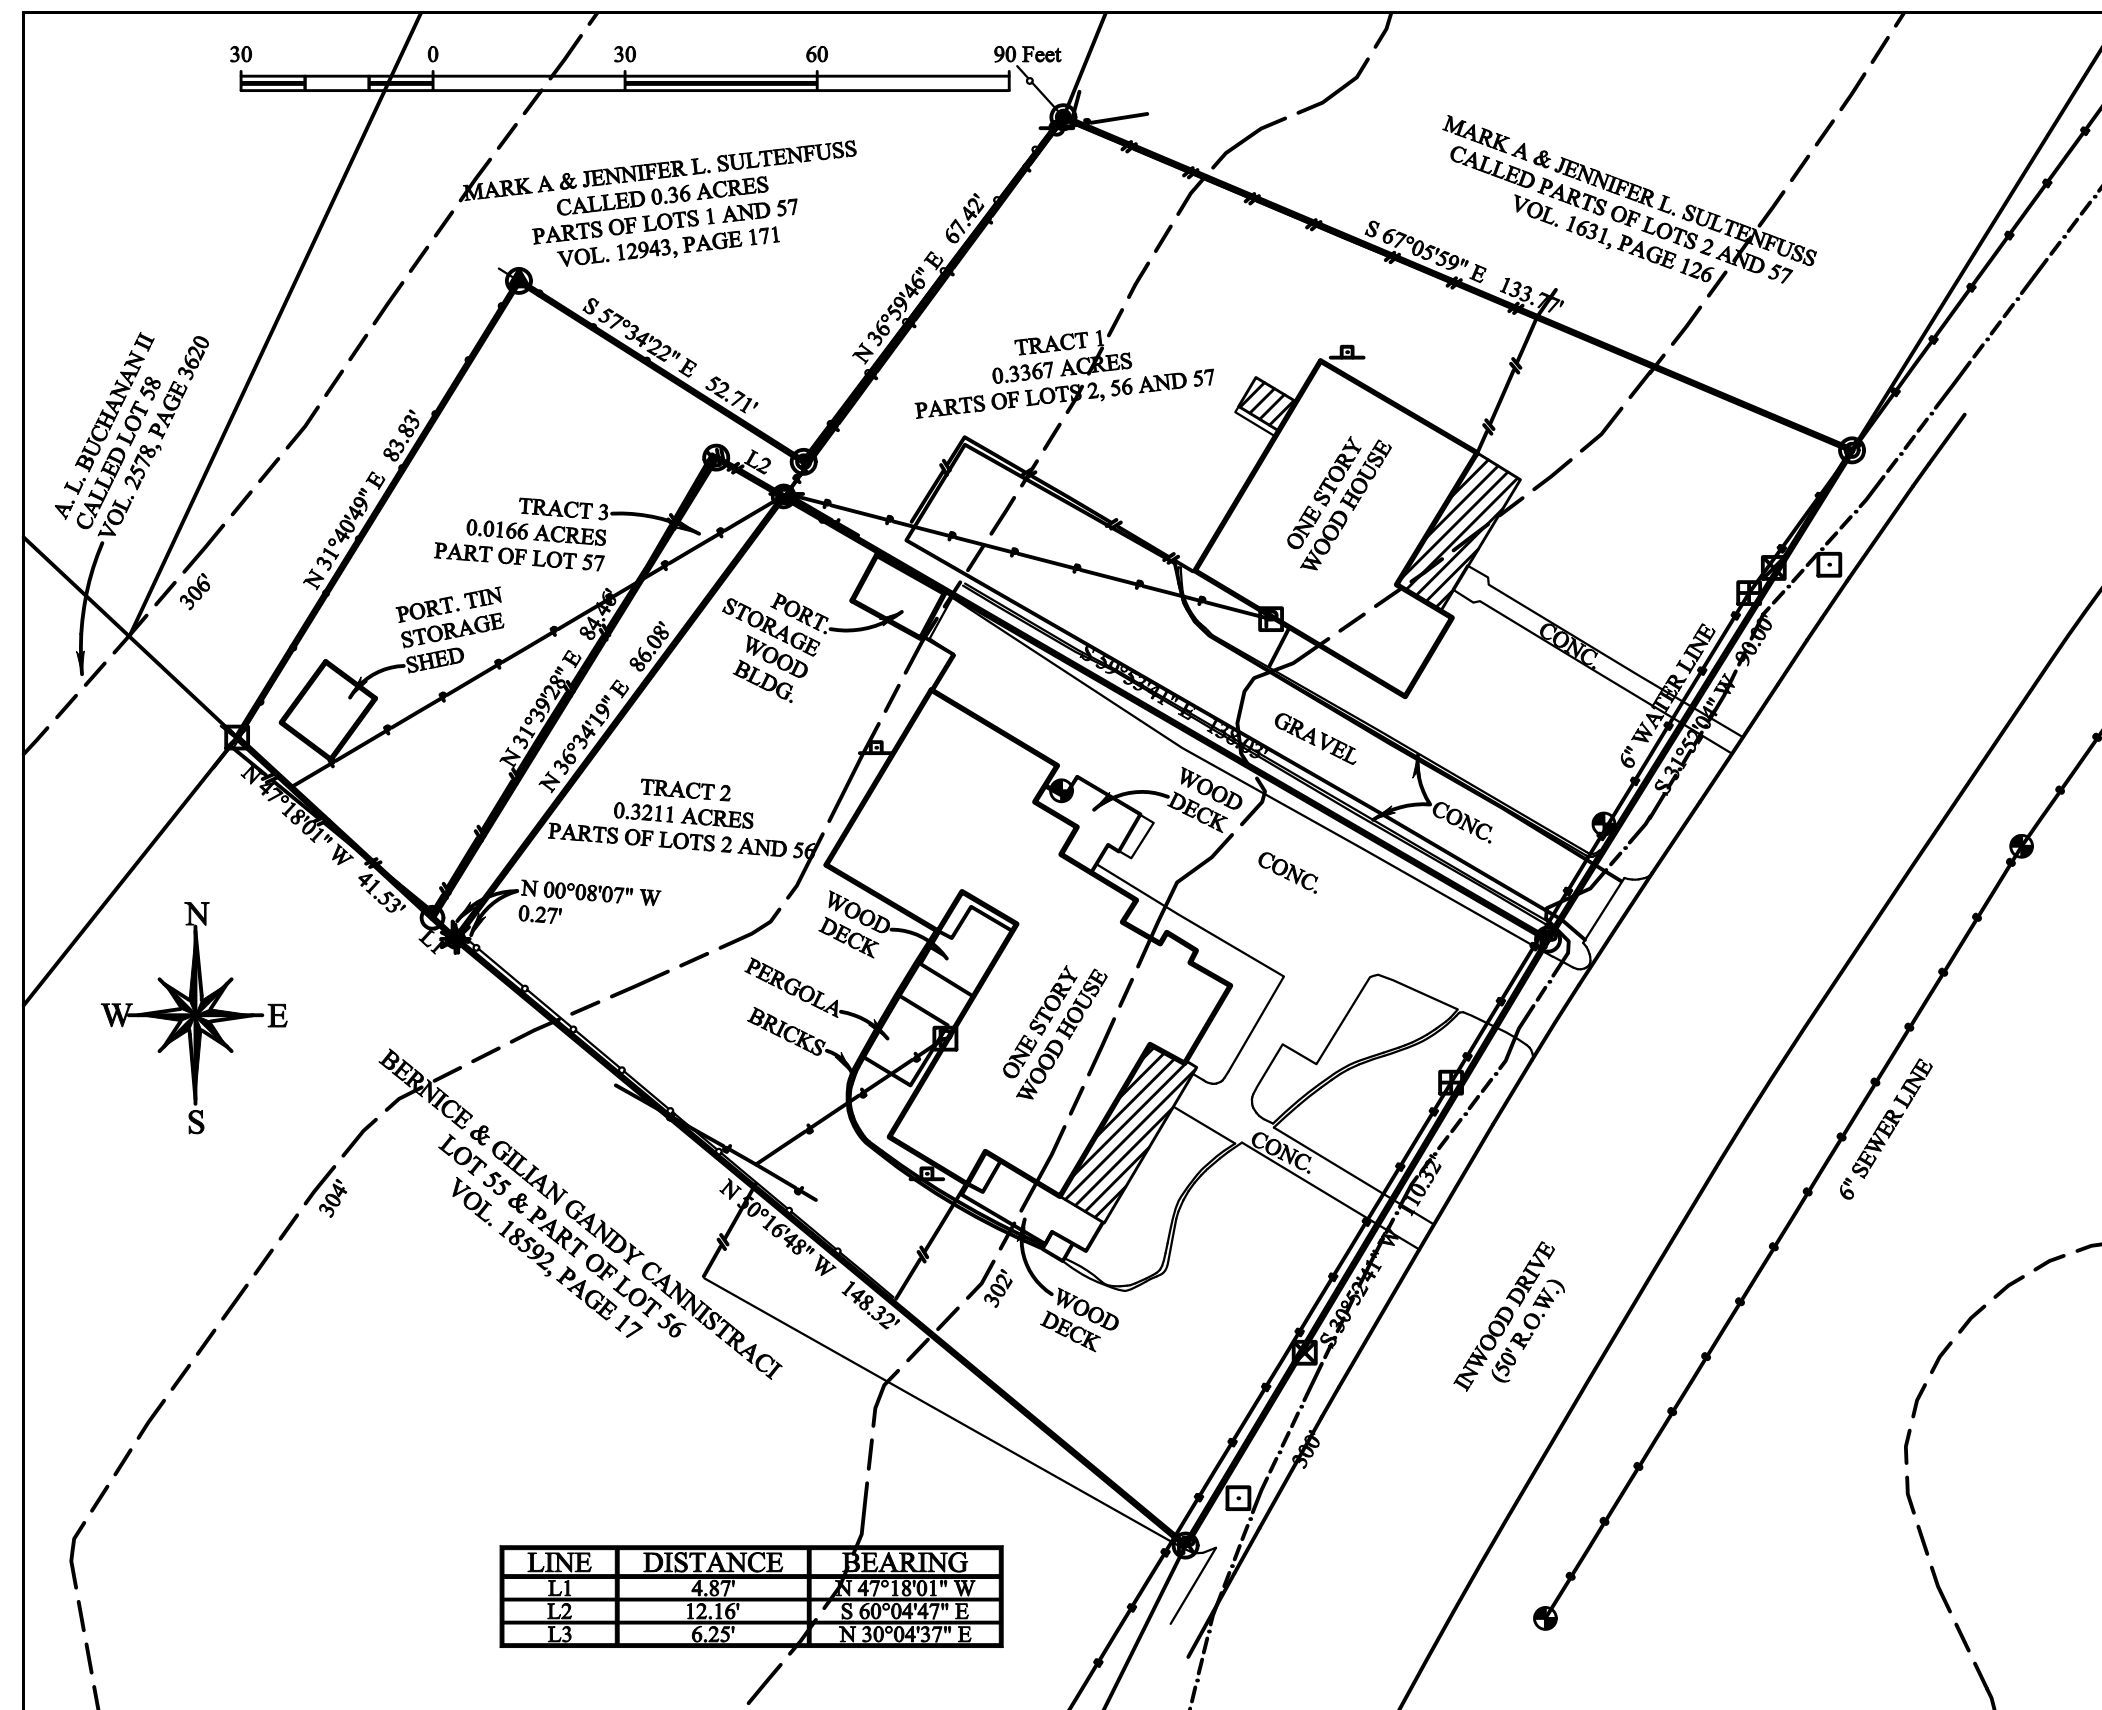 30 0 30 60 90 Feet
MARK A & JENNIFER L. SULTENFUSS
CALLED 0.36 ACRES
PARTS OF LOTS 1 AND 57
VOL. 12943, PAGE 171
MARK A & JENNIFER L. SULTENFUSS
CALLED PARTS OF LOTS 2 AND 57
VOL. 1631, PAGE 126
A. L. BUCHANAN II
CALLED LOT 58
VOL. 2578, PAGE 3620
N 31°40'49" E 83.83'
S 57°34'22" E 52.71'
N 36°59'46" E 67.42'
S 67°05'59" E 133.77'
TRACT 1
0.3367 ACRES
PARTS OF LOTS 2, 56 AND 57
ONE STORY
WOOD HOUSE
L2
TRACT 3
0.0166 ACRES
PART OF LOT 57
306'
PORT. TIN
STORAGE
SHED
N 31°39'28" E 84.46'
N 36°34'19" E 86.08'
PORT.
STORAGE
WOOD
BLDG.
S 59°53'41" E 138.03'
GRAVEL
CONC.
CONC.
6" WATER LINE
S 31°52'04" W 90.00'
N 47°18'01" W 41.53'
TRACT 2
0.3211 ACRES
PARTS OF LOTS 2 AND 56
WOOD
DECK
CONC.
N 00°08'07" W
0.27'
L1
WOOD
DECK
PERGOLA
BRICKS
ONE STORY
WOOD HOUSE
N
W E
S
BERNICE & GILIAN GANDY CANNISTRACI
LOT 55 & PART OF LOT 56
VOL. 18592, PAGE 17
304'
N 50°16'48" W 148.32'
302'
WOOD
DECK
CONC.
S 30°52'41" W 110.32'
300'
INWOOD DRIVE
(50' R.O.W.)
6" SEWER LINE
LINE DISTANCE BEARING
L1 4.87' N 47°18'01" W
L2 12.16' S 60°04'47" E
L3 6.25' N 30°04'37" E